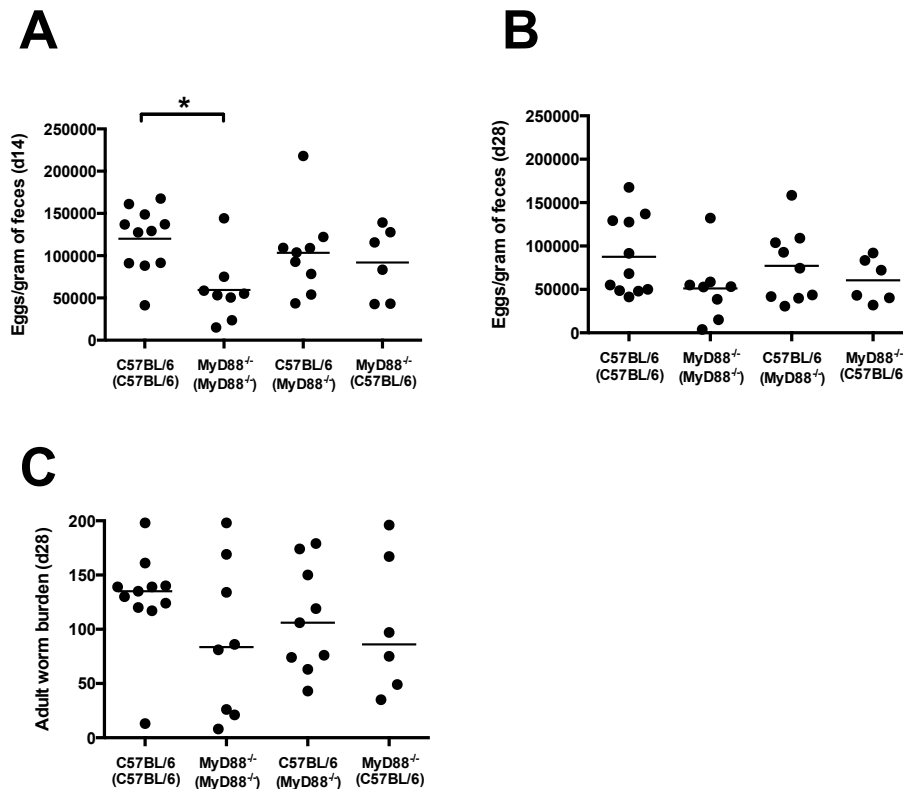 A
B
*
Eggs/gram of feces (d14)
250000
200000
150000
100000
50000
0
C57BL/6 MyD88-/- C57BL/6 MyD88-/-
(C57BL/6) (MyD88-/-) (MyD88-/-) (C57BL/6)
Eggs/gram of feces (d28)
250000
200000
150000
100000
50000
0
C57BL/6 MyD88-/- C57BL/6 MyD88-/-
(C57BL/6) (MyD88-/-) (MyD88-/-) (C57BL/6)
C
Adult worm burden (d28)
200
150
100
50
0
C57BL/6 MyD88-/- C57BL/6 MyD88-/-
(C57BL/6) (MyD88-/-) (MyD88-/-) (C57BL/6)